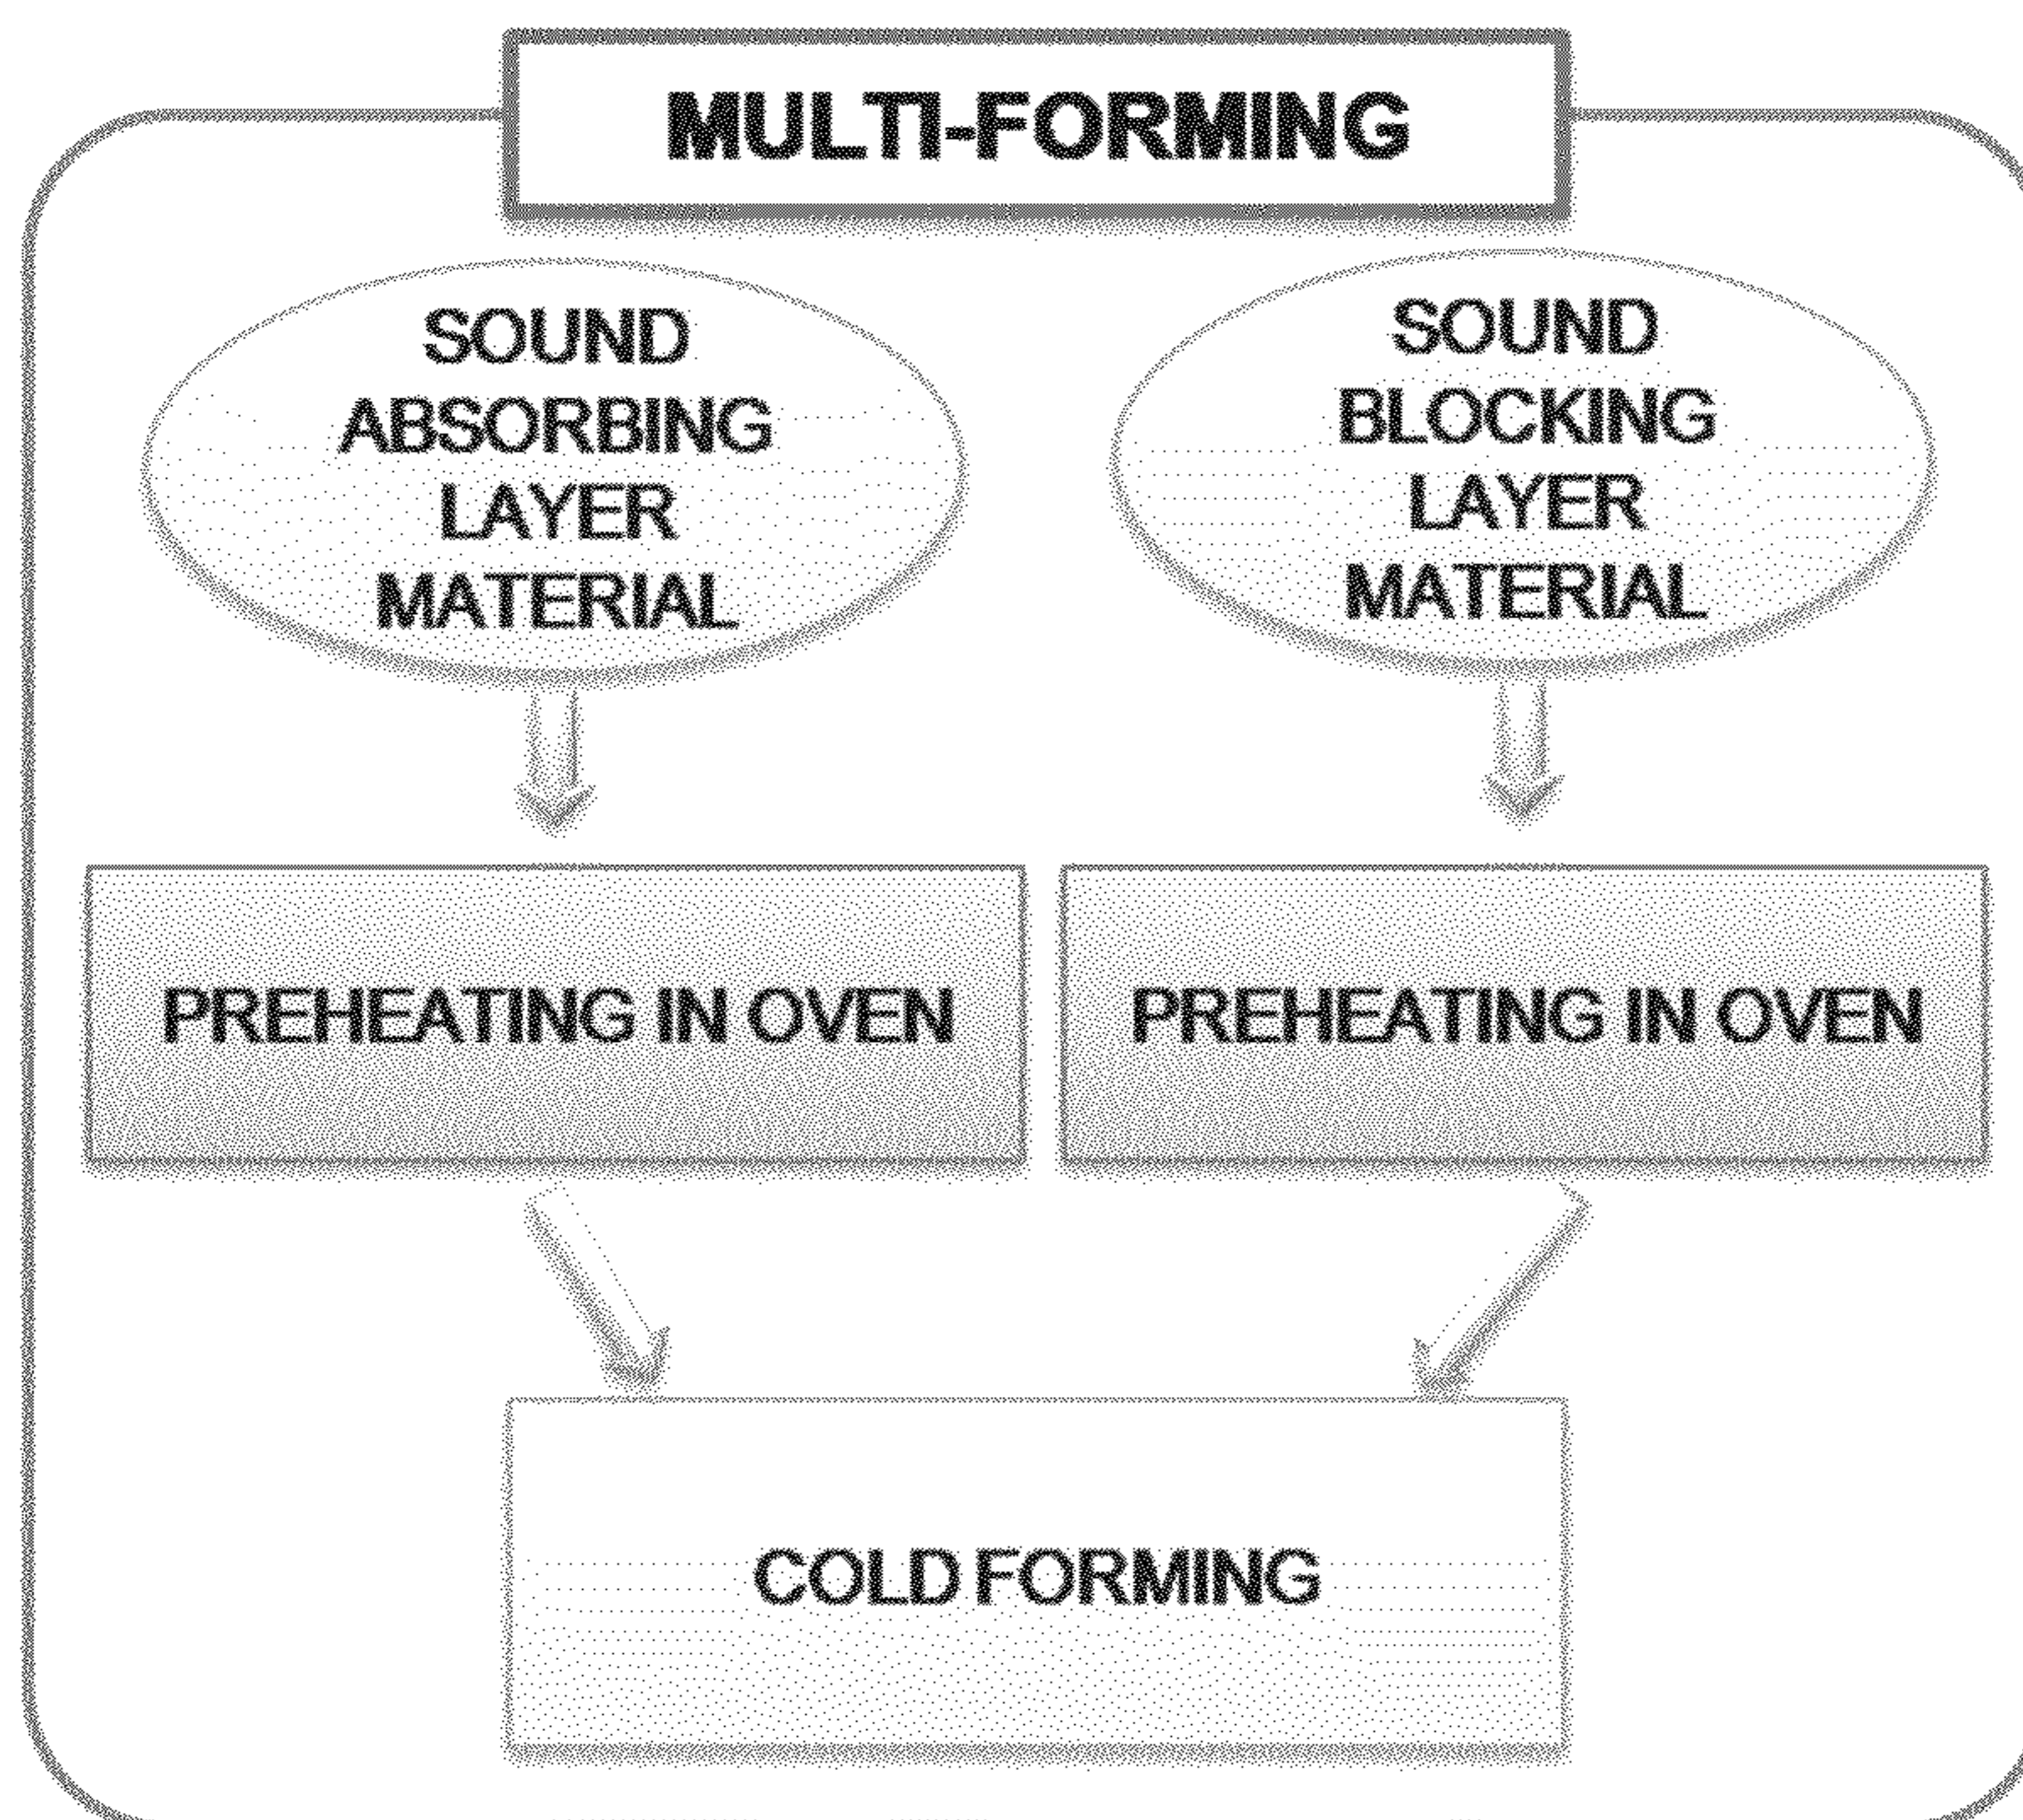 MULTI-FORMING
SOUND
ABSORBING
LAYER
MATERIAL
SOUND
BLOCKING
LAYER
MATERIAL
PREHEATING IN OVEN
PREHEATING IN OVEN
COLD FORMING